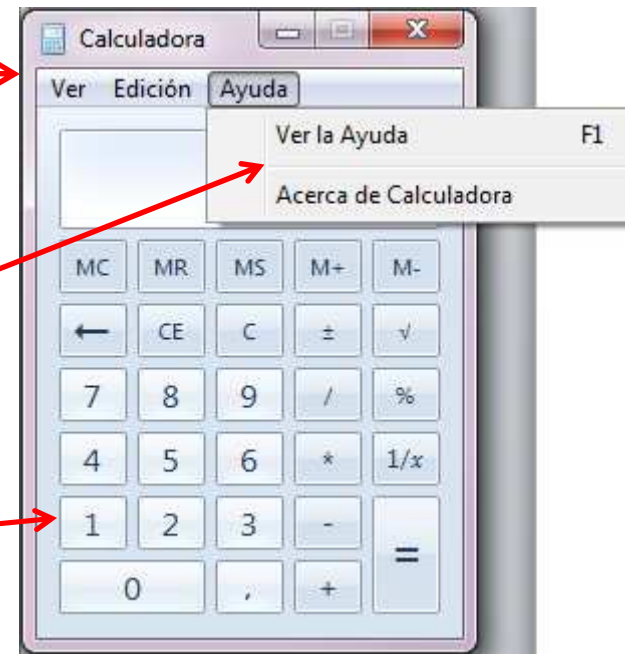 Calculadora
Ver Edición Ayuda
Ver la Ayuda F1
Acerca de Calculadora
MC MR MS M+ M-
← CE C ± √
7 8 9 / %
4 5 6 * 1/x
1 2 3 - =
0 , +